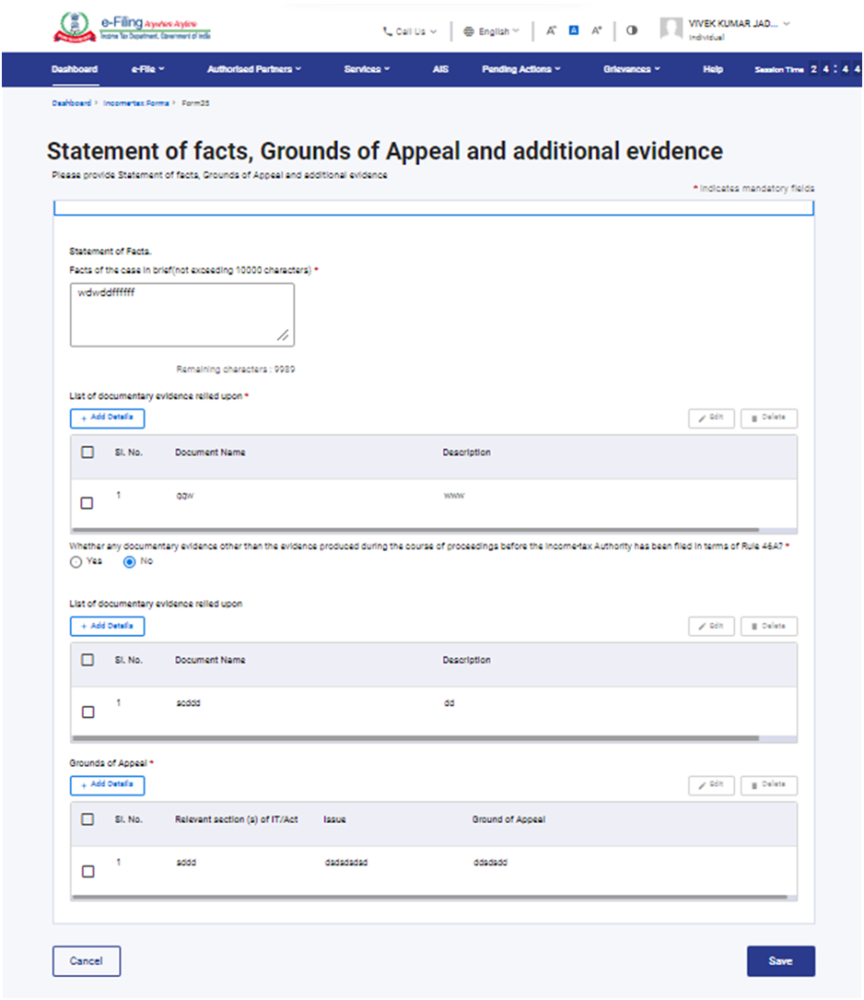 e-Filing Anywhere Anytime
Income Tax Department, Government of India
Call Us English A- A A+ VIVEK KUMAR JAD...
Individual
Dashboard e-File Authorised Partners Services AIS Pending Actions Grievances Help Session Time 2 4 : 4 4
Dashboard > Income-tax Forms > Form35
Statement of facts, Grounds of Appeal and additional evidence
Please provide Statement of facts, Grounds of Appeal and additional evidence
* Indicates mandatory fields
Statement of Facts.
Facts of the case in brief(not exceeding 10000 characters) *
wdwddffffff
Remaining characters : 9989
List of documentary evidence relied upon *
+ Add Details Edit Delete
Sl. No. Document Name Description
1 qqw www
Whether any documentary evidence other than the evidence produced during the course of proceedings before the Income-tax Authority has been filed in terms of Rule 46A? *
Yes No
List of documentary evidence relied upon
+ Add Details Edit Delete
Sl. No. Document Name Description
1 scddd dd
Grounds of Appeal *
+ Add Details Edit Delete
Sl. No. Relevant section (s) of IT/Act Issue Ground of Appeal
1 sddd dsdsdsdsd ddsdsdd
Cancel Save